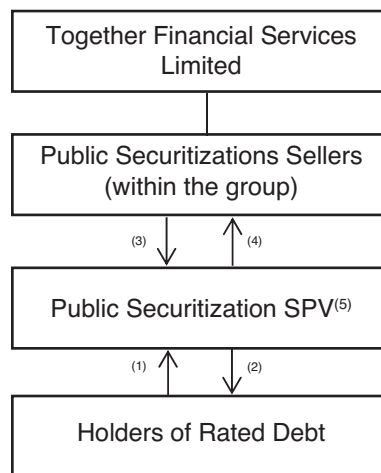 Together Financial Services
Limited
Public Securitizations Sellers
(within the group)
(3)
(4)
Public Securitization SPV(5)
(1)
(2)
Holders of Rated Debt